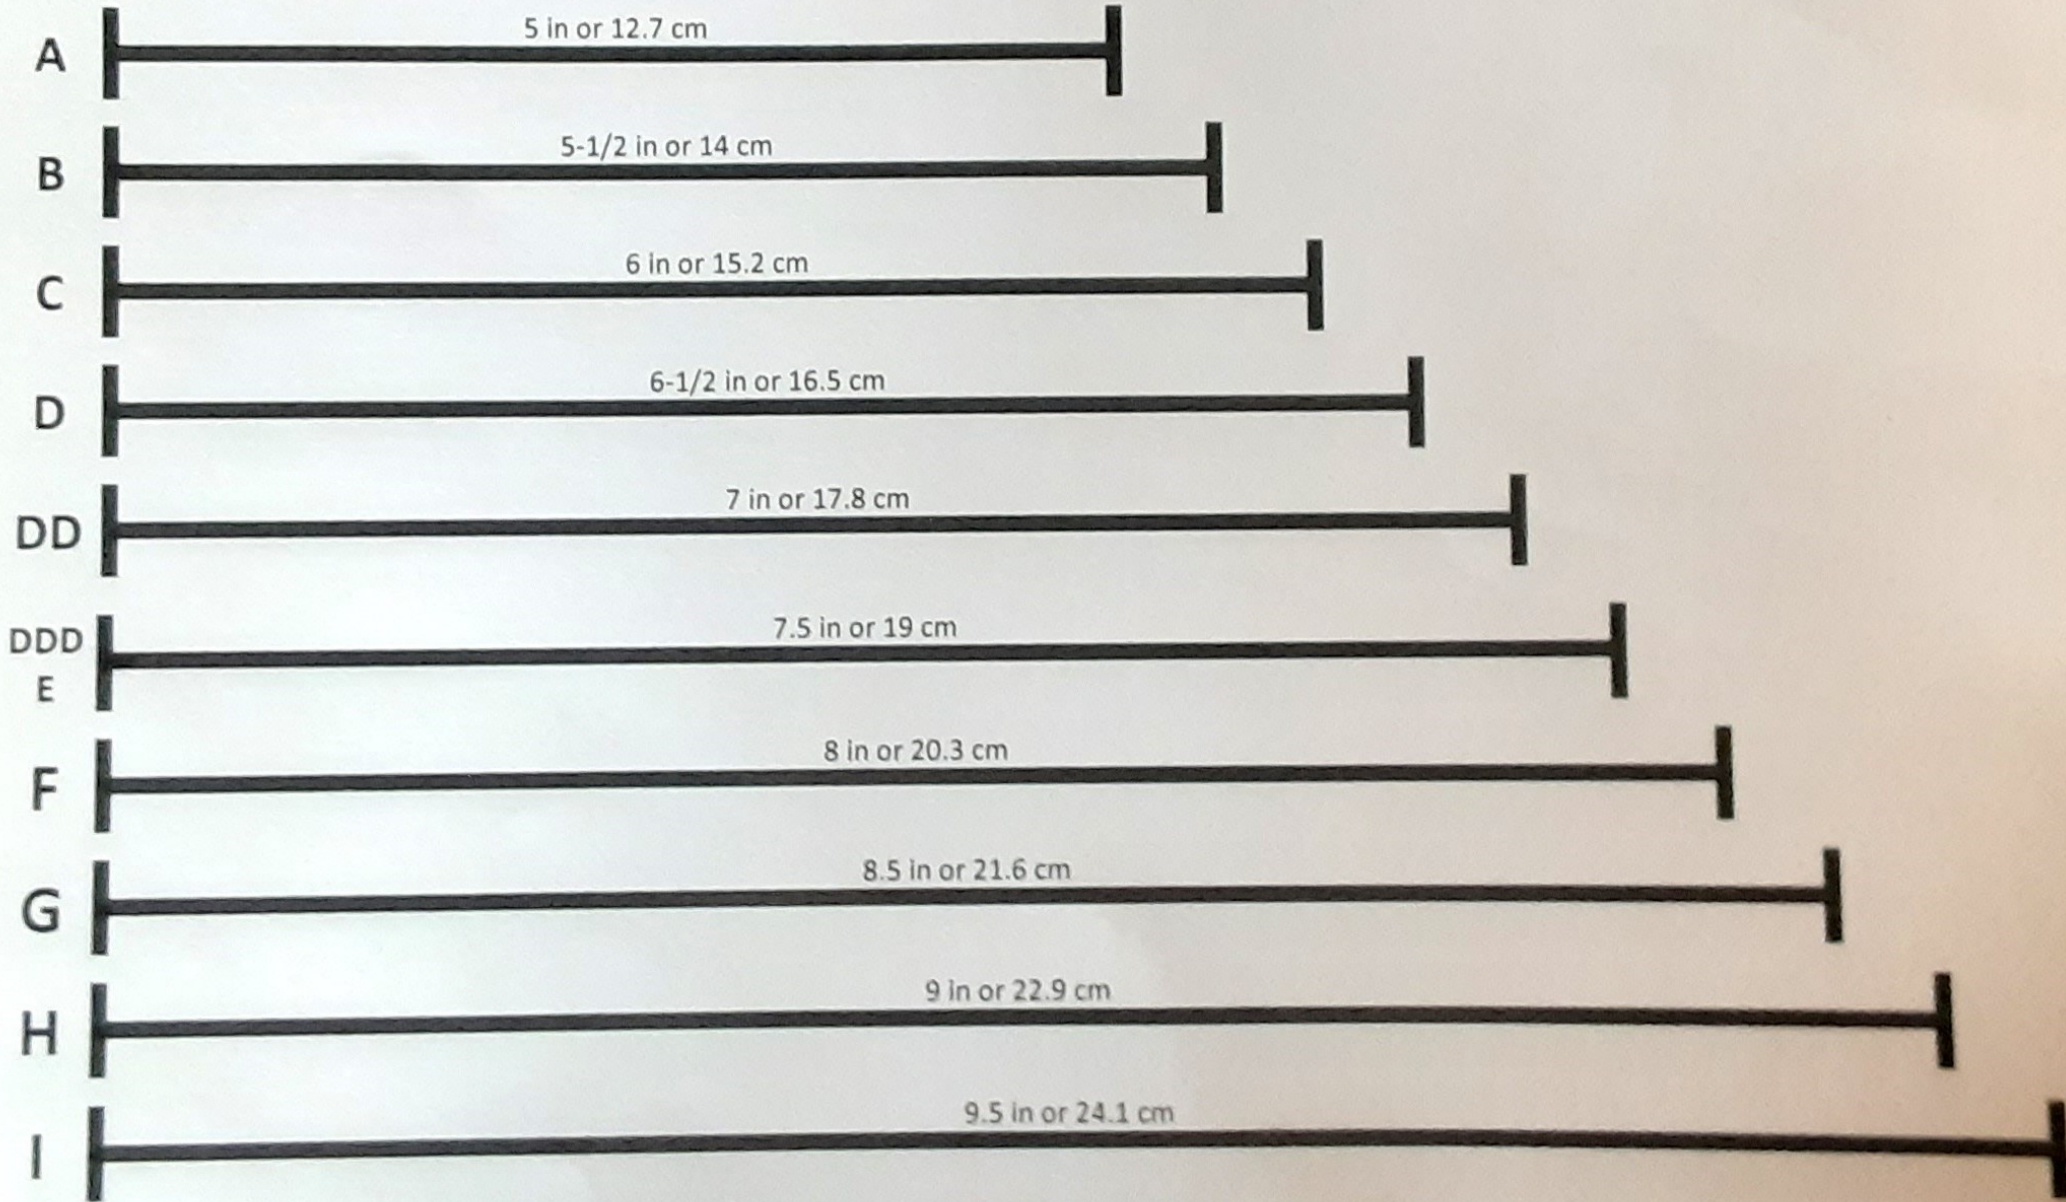 5 in or 12.7 cm
A
5-1/2 in or 14 cm
B
6 in or 15.2 cm
C
6-1/2 in or 16.5 cm
D
7 in or 17.8 cm
DD
7.5 in or 19 cm
DDD
E
8 in or 20.3 cm
F
8.5 in or 21.6 cm
G
9 in or 22.9 cm
H
9.5 in or 24.1 cm
I